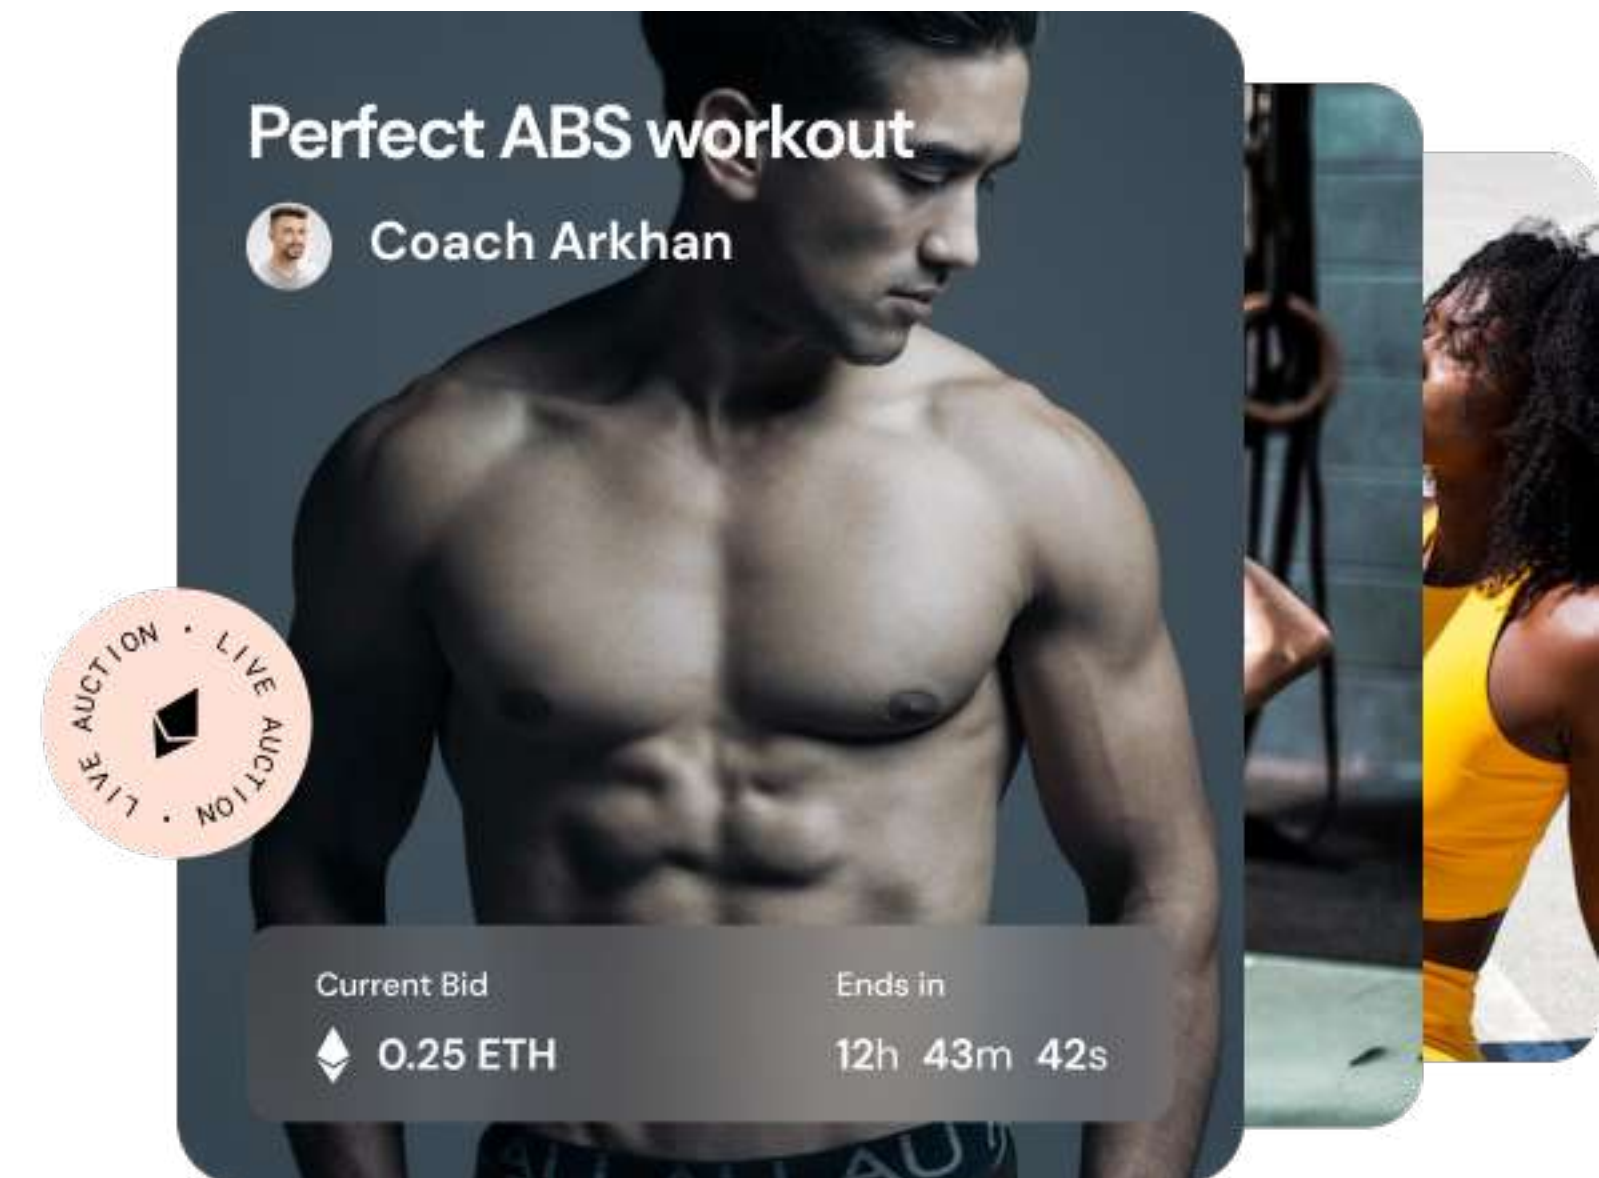 Perfect ABS workout
Coach Arkhan
LIVE AUCTION • LIVE AUCTION •
Current Bid
Ends in
0.25 ETH
12h 43m 42s